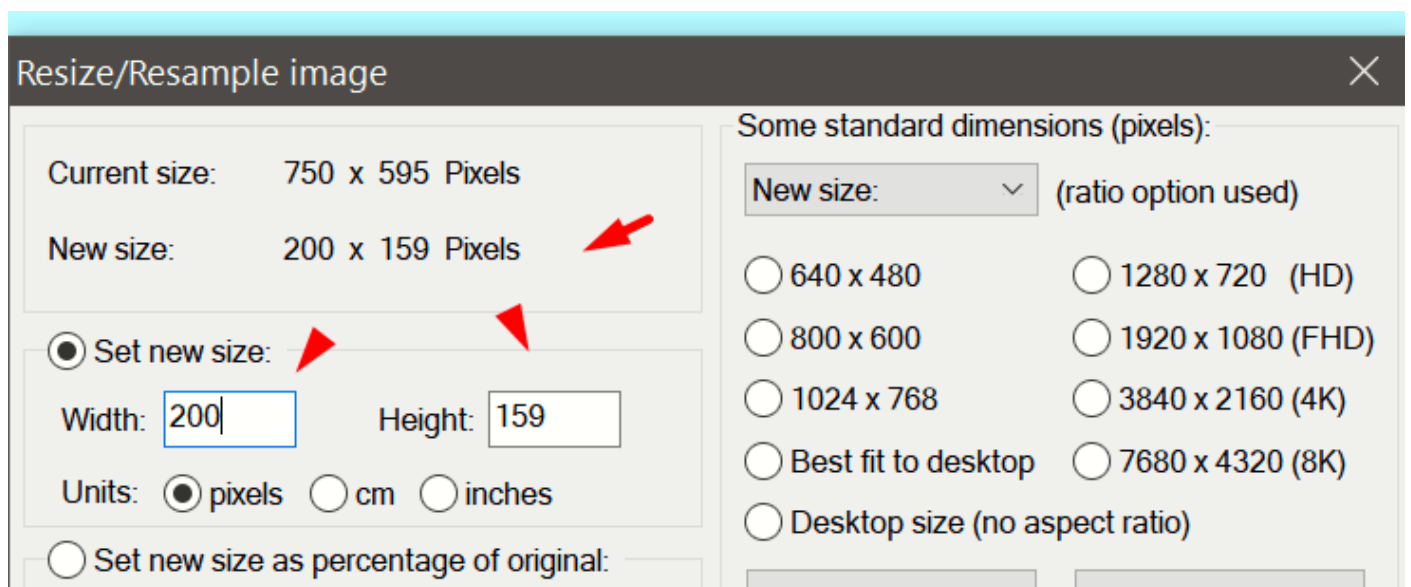 Resize/Resample image
Current size: 750 x 595 Pixels
New size: 200 x 159 Pixels
Set new size:
Width: 200 Height: 159
Units: pixels cm inches
Set new size as percentage of original:
Some standard dimensions (pixels):
New size: (ratio option used)
640 x 480 1280 x 720 (HD)
800 x 600 1920 x 1080 (FHD)
1024 x 768 3840 x 2160 (4K)
Best fit to desktop 7680 x 4320 (8K)
Desktop size (no aspect ratio)